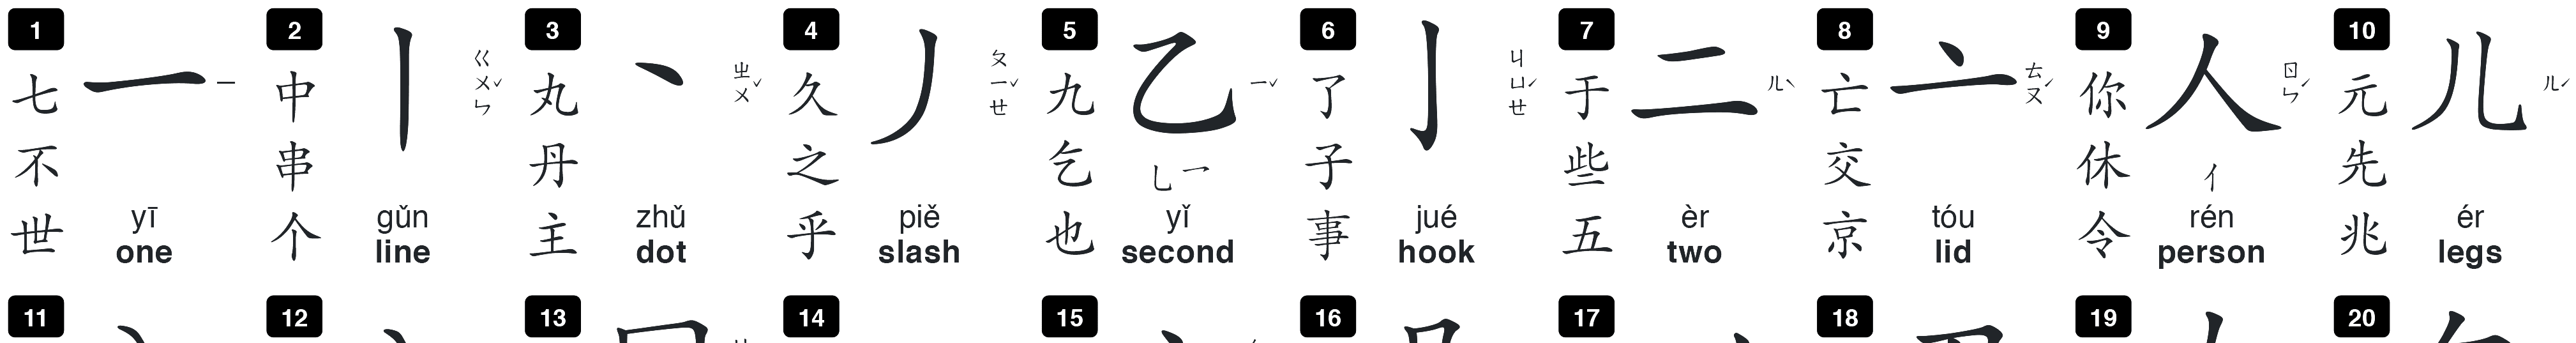 1 一 ㄧ
七
不
世
yī
one
2 丨 ㄍㄨㄣˇ
中
串
个
gǔn
line
3 丶 ㄓㄨˇ
丸
丹
主
zhǔ
dot
4 丿 ㄆㄧㄝˇ
久
之
乎
piě
slash
5 乙 ㄧˇ
九
乞
也
乚乛
yǐ
second
6 亅 ㄐㄩㄝˊ
了
子
事
jué
hook
7 二 ㄦˋ
于
些
五
èr
two
8 亠 ㄊㄡˊ
亡
交
京
tóu
lid
9 人 ㄖㄣˊ
你
休
令
亻
rén
person
10 儿 ㄦˊ
元
先
兆
ér
legs
11 12 13 14 15 16 17 18 19 20